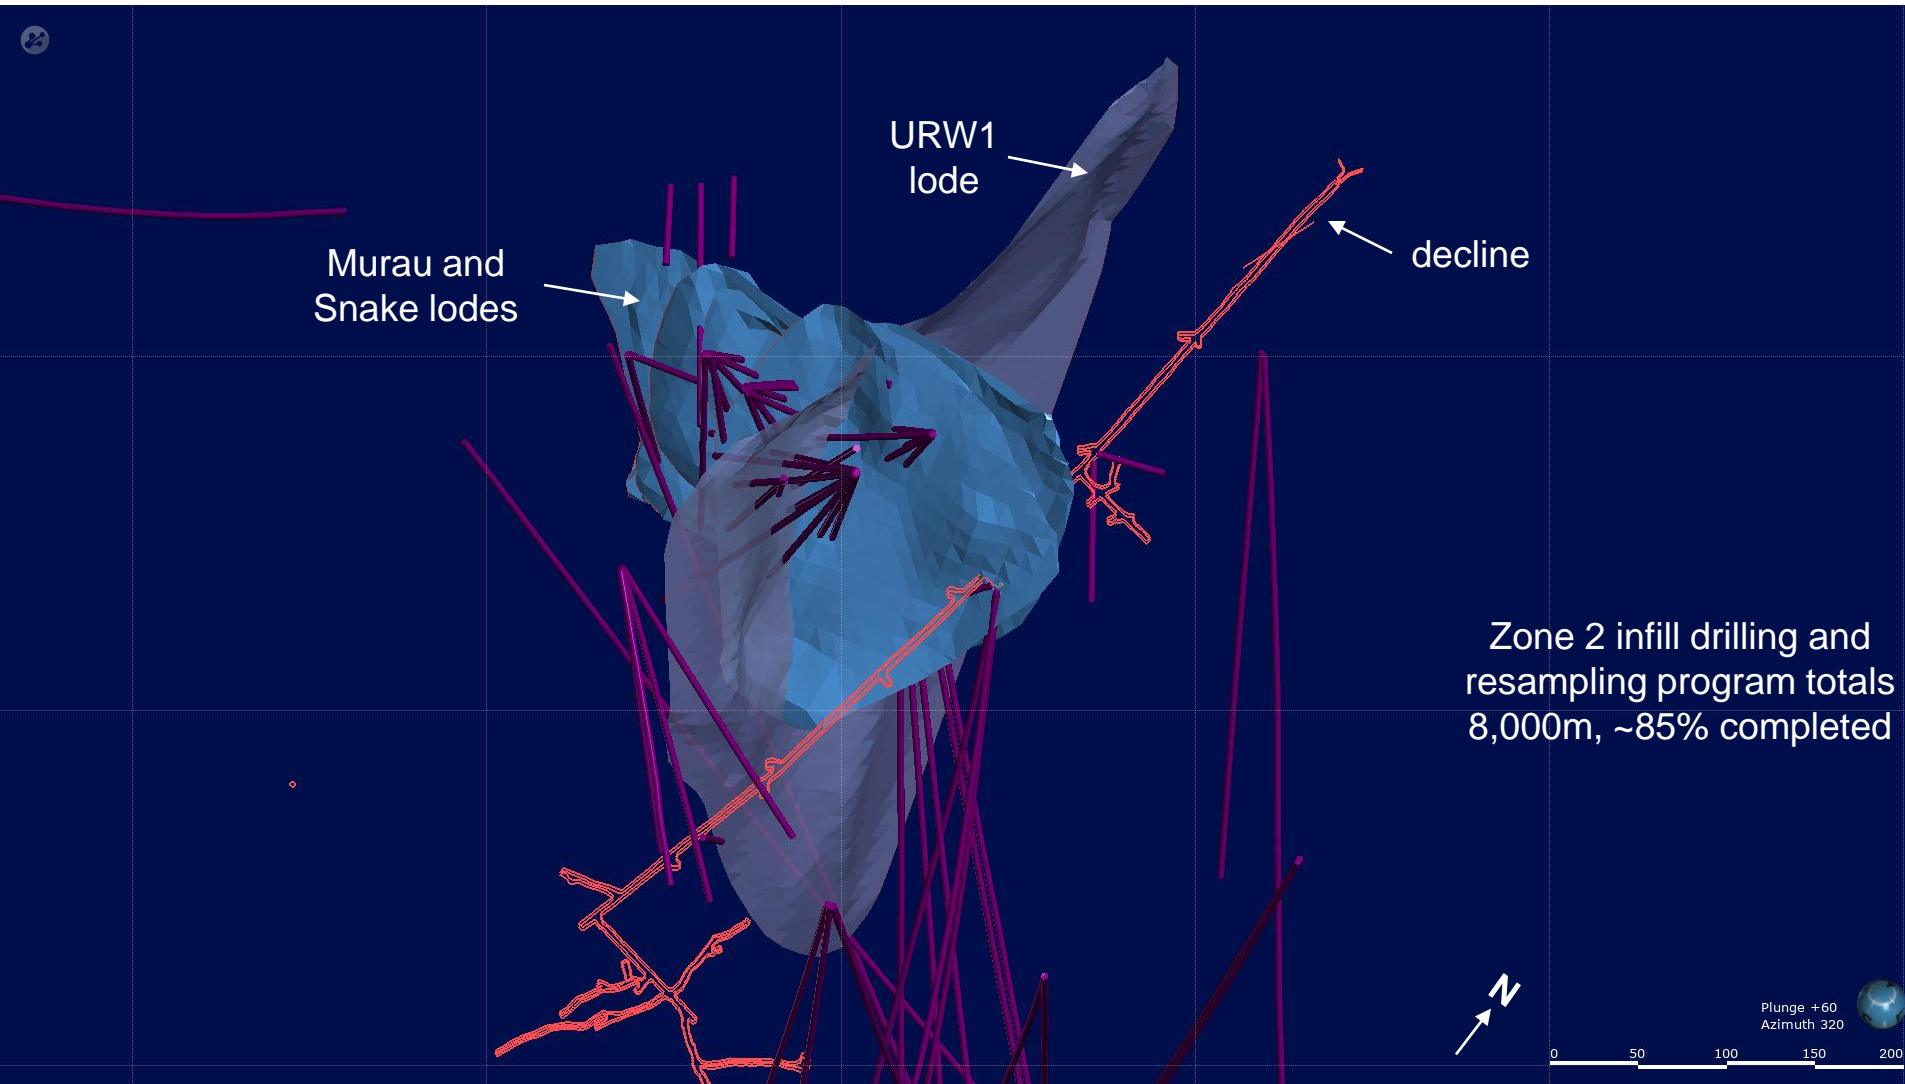 URW1
lode
Murau and
Snake lodes
decline
Zone 2 infill drilling and
resampling program totals
8,000m, ~85% completed
N
Plunge +60
Azimuth 320
0 50 100 150 200